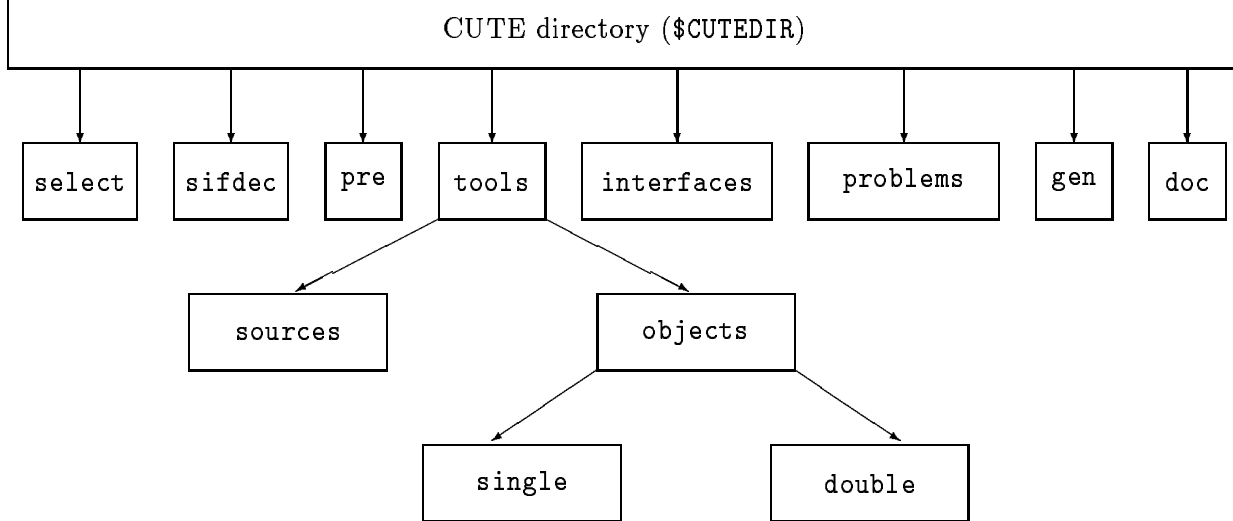 CUTE directory ($CUTEDIR)
select sifdec pre tools interfaces problems gen doc
sources objects
single double